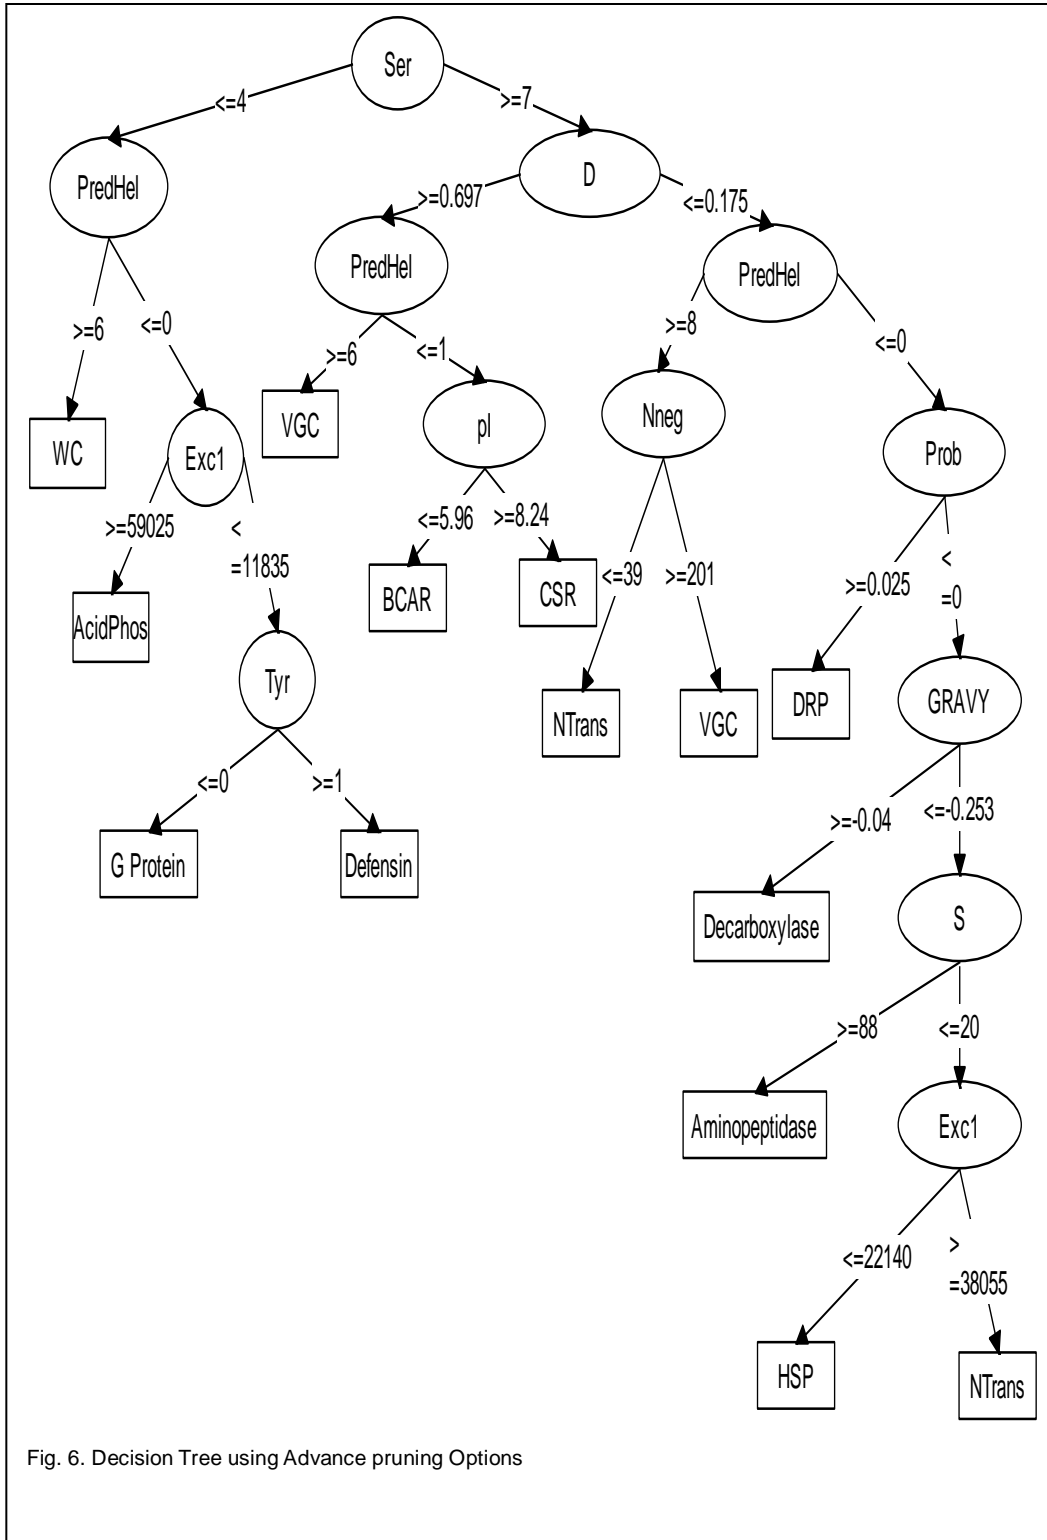 Ser
<=4
>=7
PredHel
D
>=0.697
<=0.175
PredHel
PredHel
>=6
<=0
>=6
<=1
>=8
<=0
WC
Exc1
VGC
pI
Nneg
Prob
>=59025
<
=11835
<=5.96
>=8.24
<=39
>=201
>=0.025
<
=0
AcidPhos
BCAR
CSR
Tyr
NTrans
VGC
DRP
GRAVY
<=0
>=1
>=-0.04
<=-0.253
G Protein
Defensin
Decarboxylase
S
>=88
<=20
Aminopeptidase
Exc1
<=22140
>
=38055
HSP
NTrans
Fig. 6. Decision Tree using Advance pruning Options